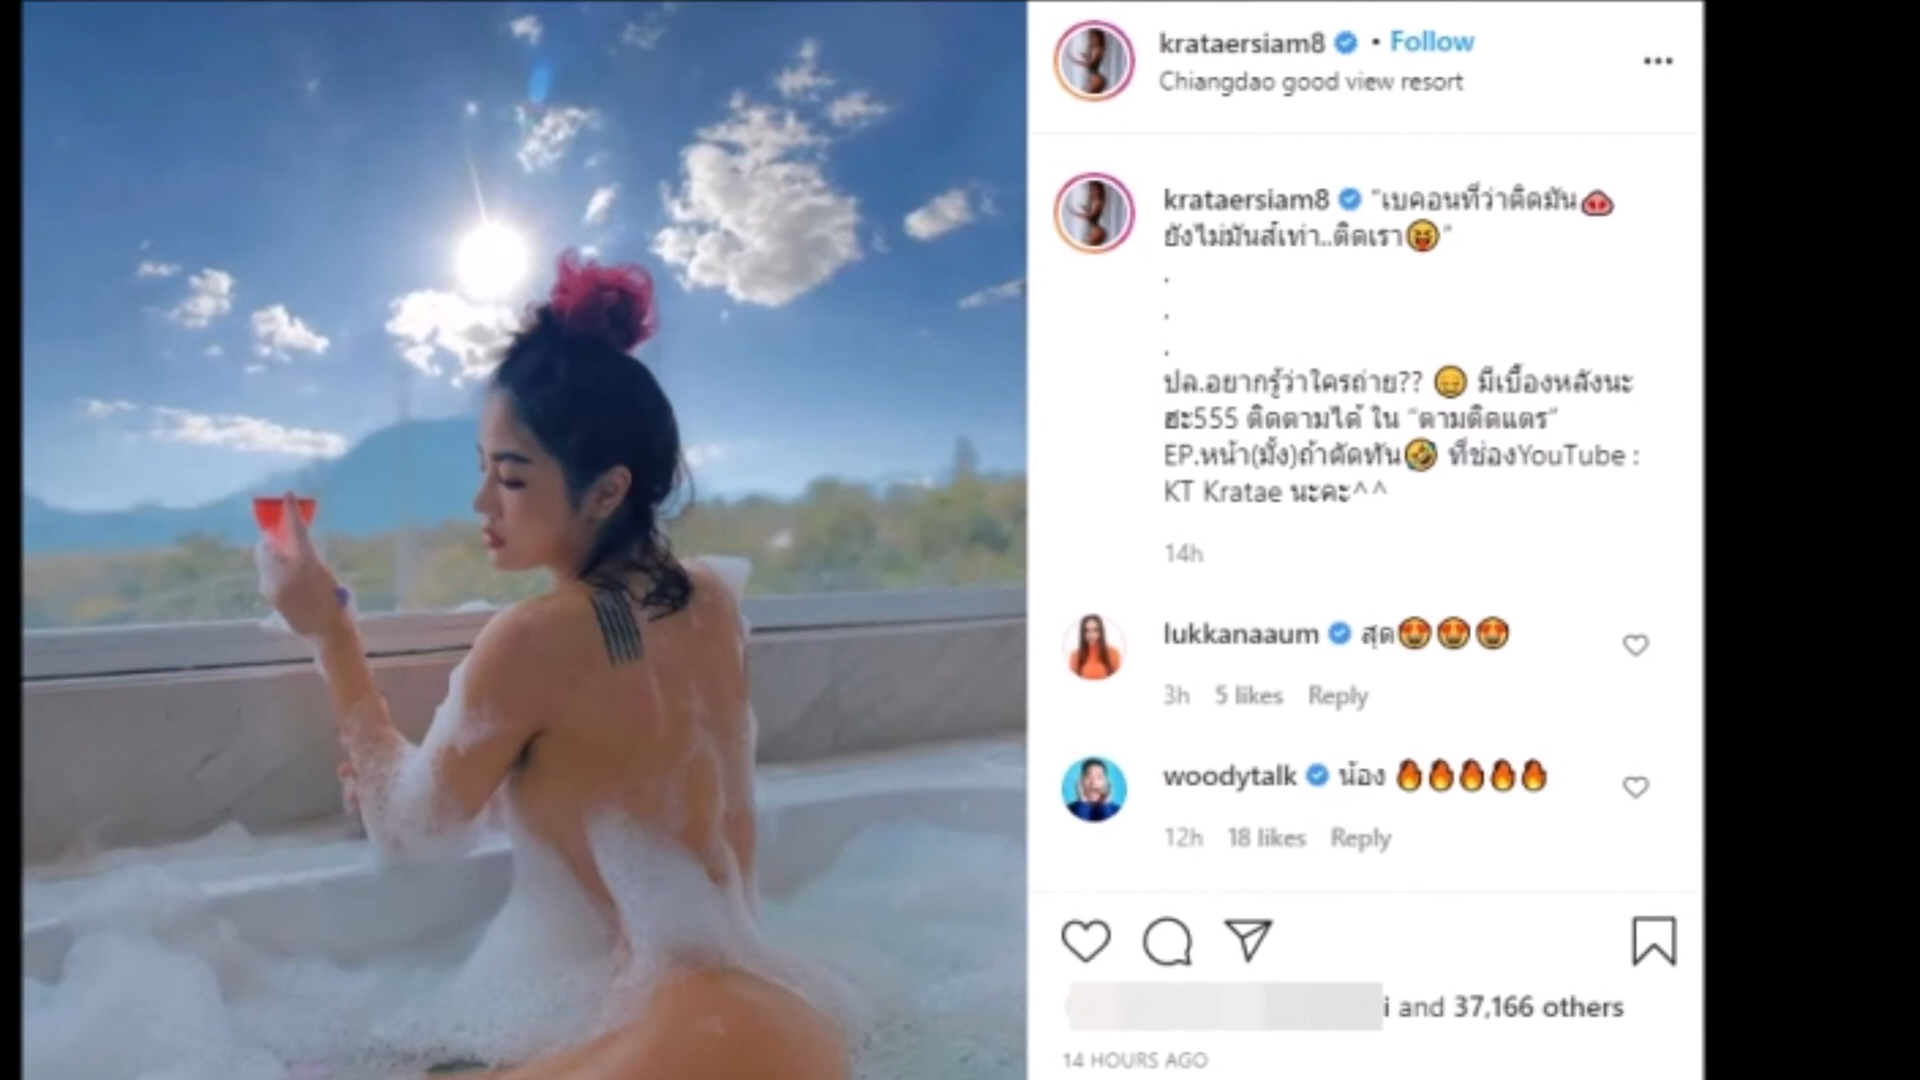 krataersiam8 • Follow
Chiangdao good view resort
krataersiam8 "เบคอนที่ว่าติดมัน🐽
ยังไม่มันส์เท่า..ติดเรา😝"
.
.
.
ปล.อยากรู้ว่าใครถ่าย?? 😑 มีเบื้องหลังนะ
ฮะ555 ติดตามได้ ใน "ตามติดแตร"
EP.หน้า(มั้ง)ถ้าตัดทัน🤣 ที่ช่องYouTube :
KT Kratae นะคะ^^
14h
lukkanaaum สุด😍😍😍
3h 5 likes Reply
woodytalk น้อง 🔥🔥🔥🔥🔥
12h 18 likes Reply
i and 37,166 others
14 HOURS AGO